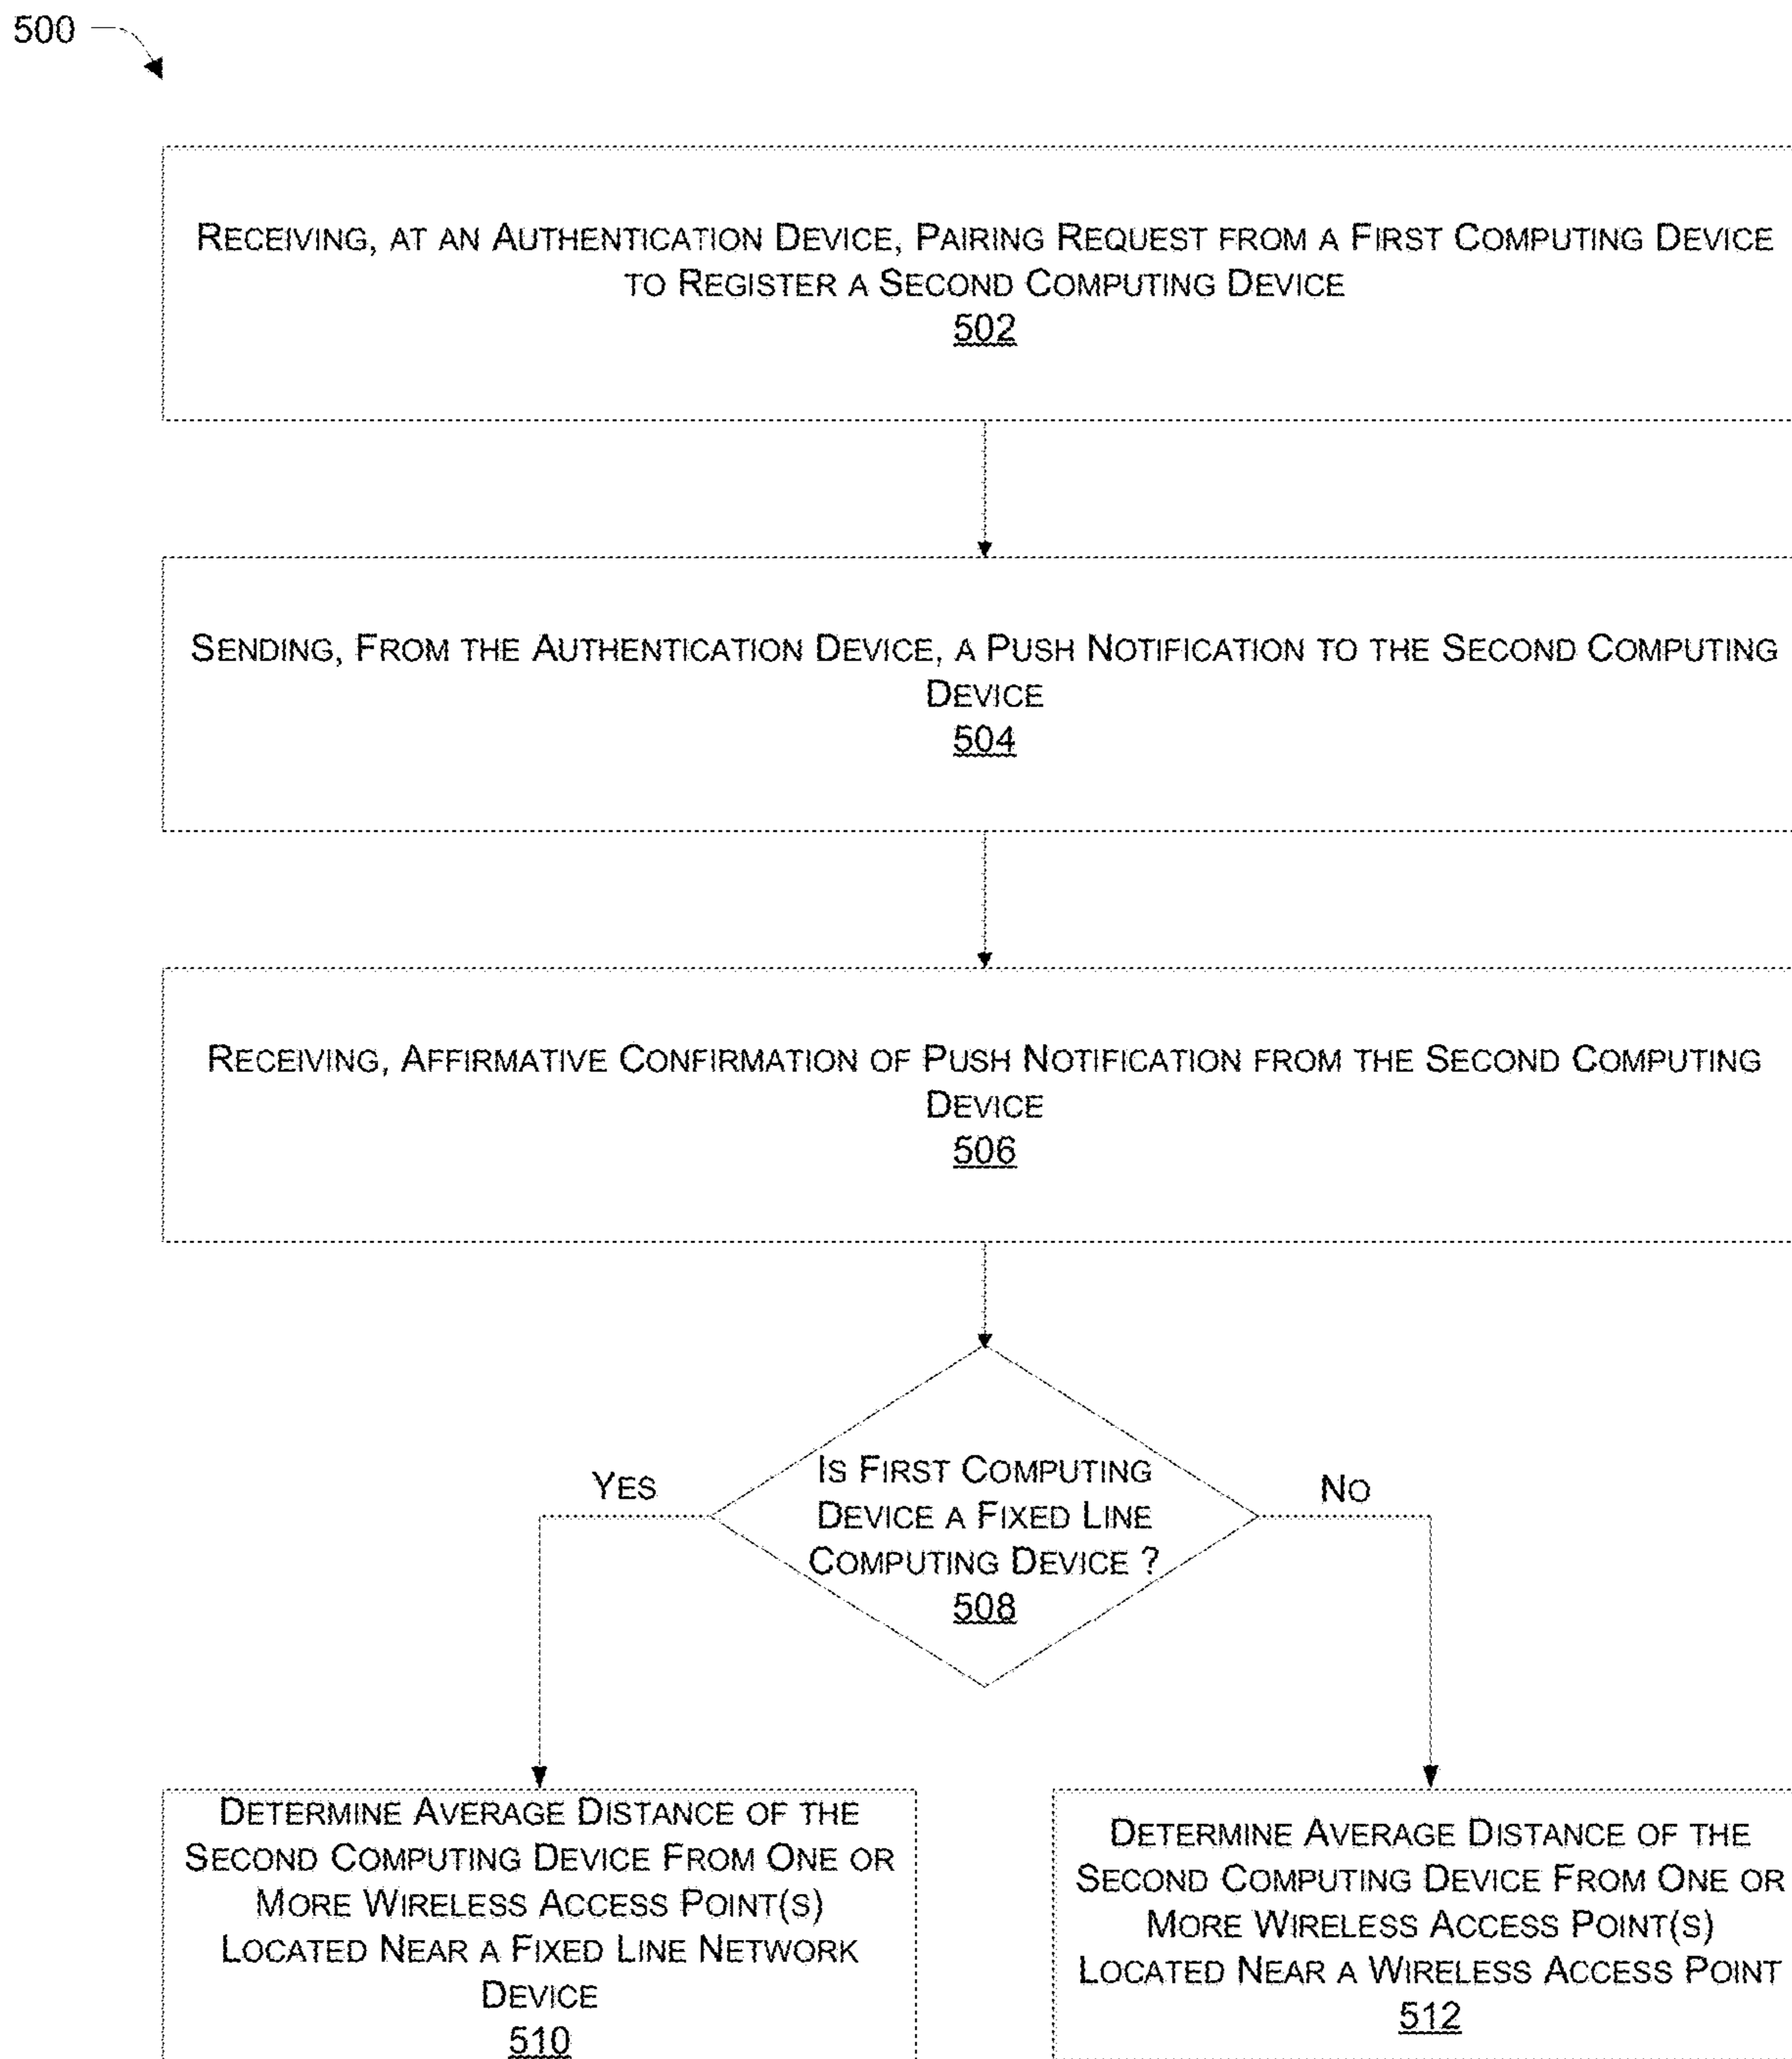 500
Receiving, at an Authentication Device, Pairing Request from a First Computing Device
to Register a Second Computing Device
502
Sending, From the Authentication Device, a Push Notification to the Second Computing
Device
504
Receiving, Affirmative Confirmation of Push Notification from the Second Computing
Device
506
Is First Computing
Device a Fixed Line
Computing Device ?
508
Yes
No
Determine Average Distance of the
Second Computing Device From One or
More Wireless Access Point(s)
Located Near a Fixed Line Network
Device
510
Determine Average Distance of the
Second Computing Device From One or
More Wireless Access Point(s)
Located Near a Wireless Access Point
512